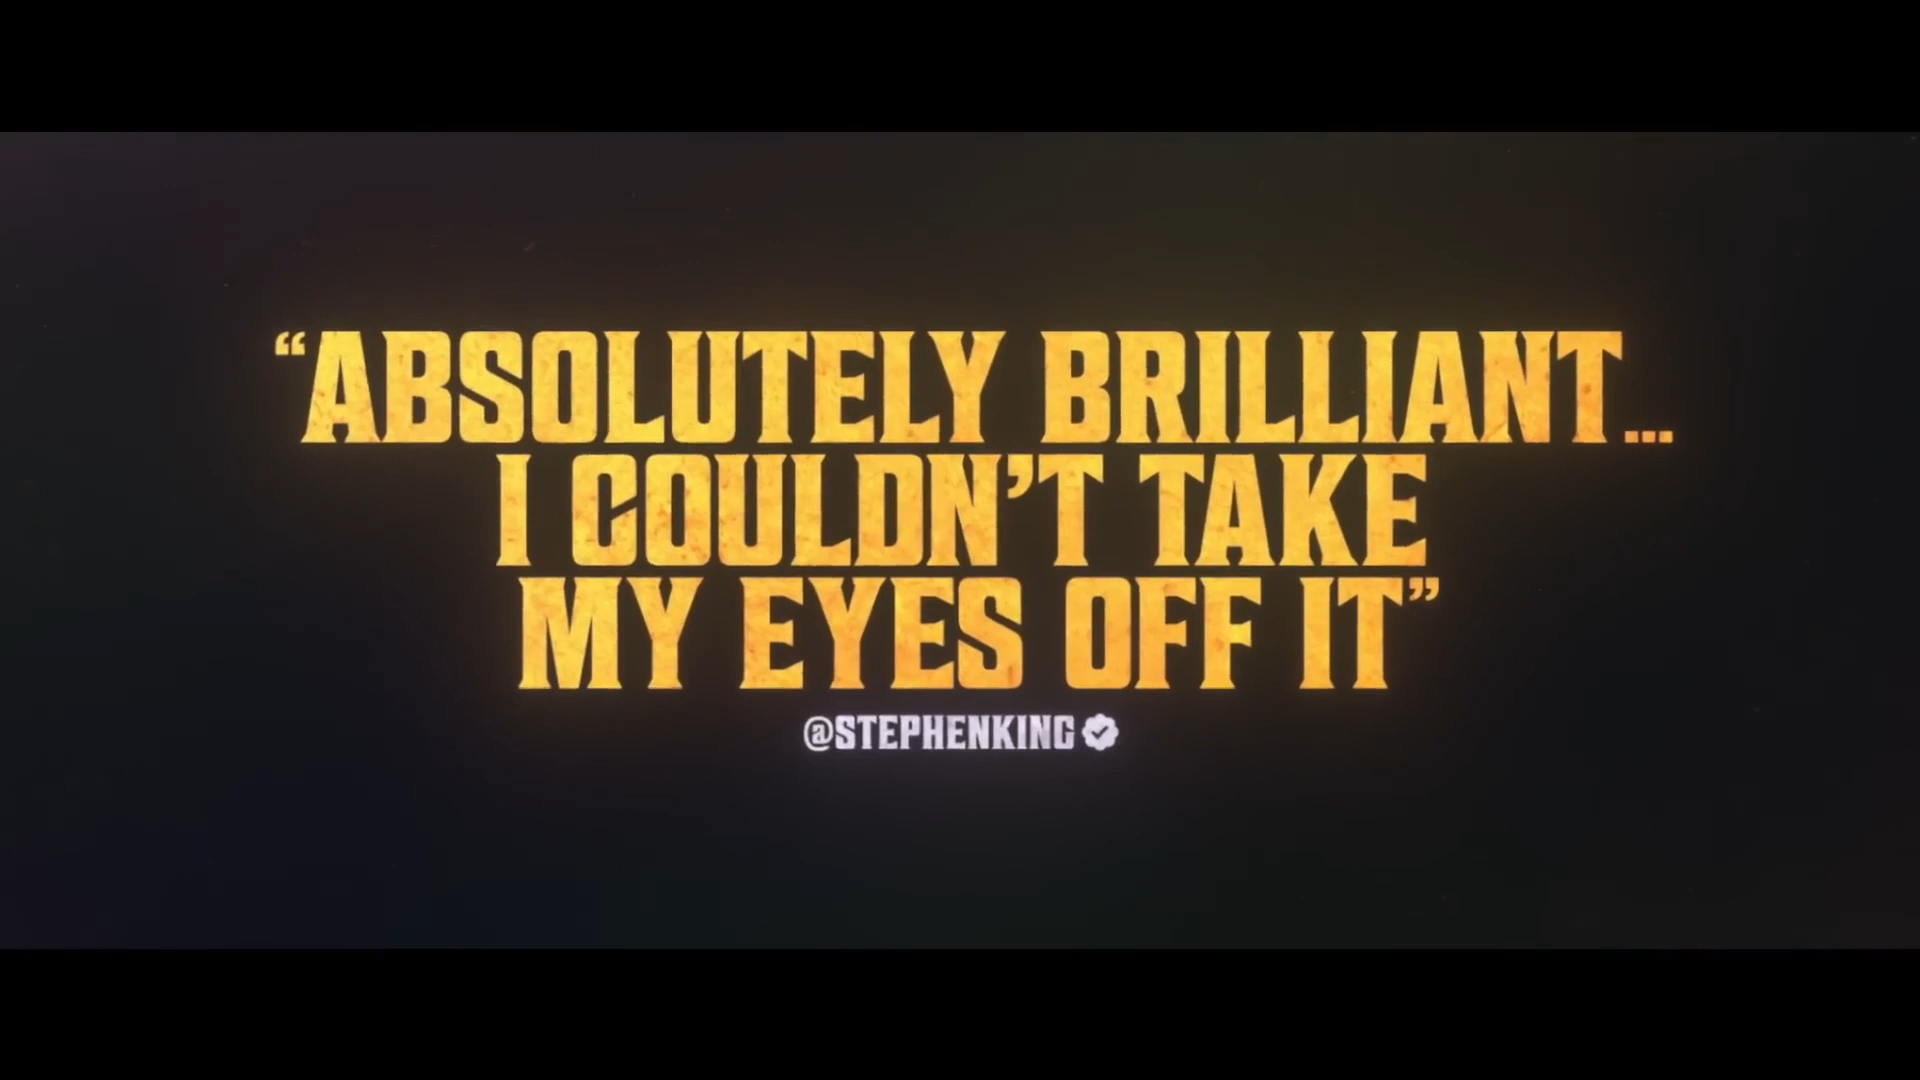 “ABSOLUTELY BRILLIANT...
I COULDN’T TAKE
MY EYES OFF IT”
@STEPHENKING